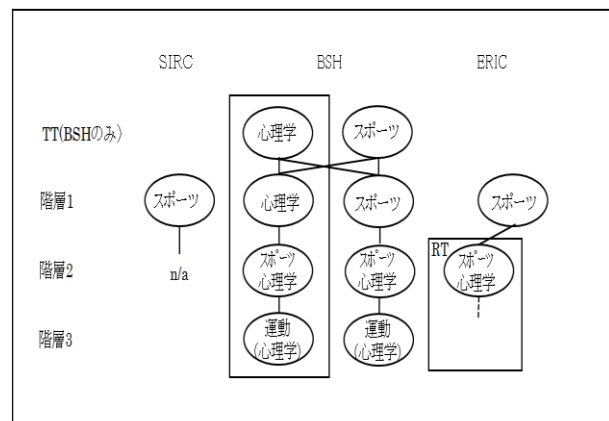 SIRC BSH ERIC
TT(BSHのみ)
心理学 スポーツ
階層1
スポーツ 心理学 スポーツ スポーツ
階層2
n/a
スポーツ
心理学
スポーツ
心理学
RT
スポーツ
心理学
階層3
運動
(心理学)
運動
(心理学)